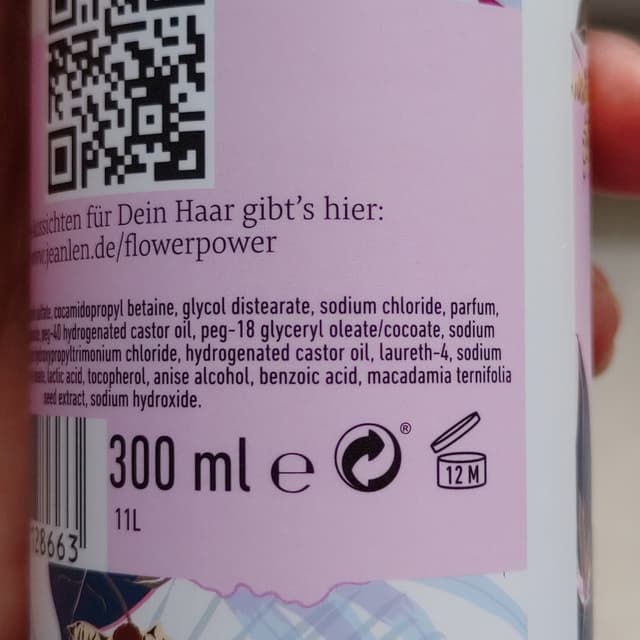 für Dein Haar gibt's hier:
www.jeanlen.de/flowerpower
cocamidopropyl betaine, glycol distearate, sodium chloride, parfum,
peg-40 hydrogenated castor oil, peg-18 glyceryl oleate/cocoate, sodium
chloride, hydrogenated castor oil, laureth-4, sodium
lactic acid, tocopherol, anise alcohol, benzoic acid, macadamia ternifolia
seed extract, sodium hydroxide.
300 ml e ® 12 M
11L
28663